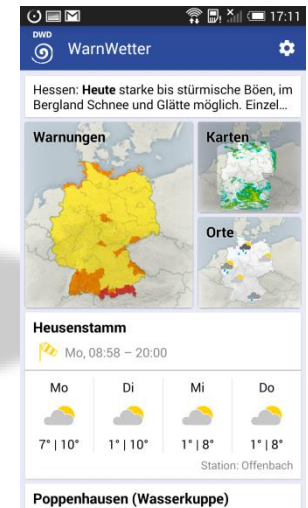 17:11
DWD
WarnWetter
Hessen: Heute starke bis stürmische Böen, im
Bergland Schnee und Glätte möglich. Einzel...
Warnungen
Karten
Orte
Heusenstamm
Mo, 08:58 – 20:00
Mo Di Mi Do
7° | 10° 1° | 8° 1° | 8° 1° | 8°
Station: Offenbach
Poppenhausen (Wasserkuppe)